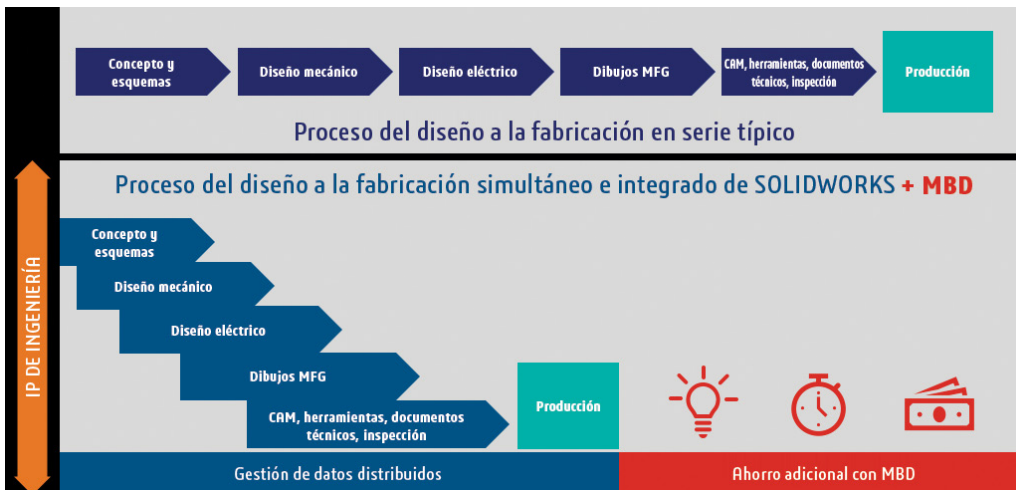 Concepto y
esquemas
Diseño mecánico
Diseño eléctrico
Dibujos MFG
CAM, herramientas, documentos
técnicos, inspección
Producción
Proceso del diseño a la fabricación en serie típico
Proceso del diseño a la fabricación simultáneo e integrado de SOLIDWORKS + MBD
IP DE INGENIERÍA
Concepto y
esquemas
Diseño mecánico
Diseño eléctrico
Dibujos MFG
CAM, herramientas, documentos
técnicos, inspección
Producción
Gestión de datos distribuidos
Ahorro adicional con MBD